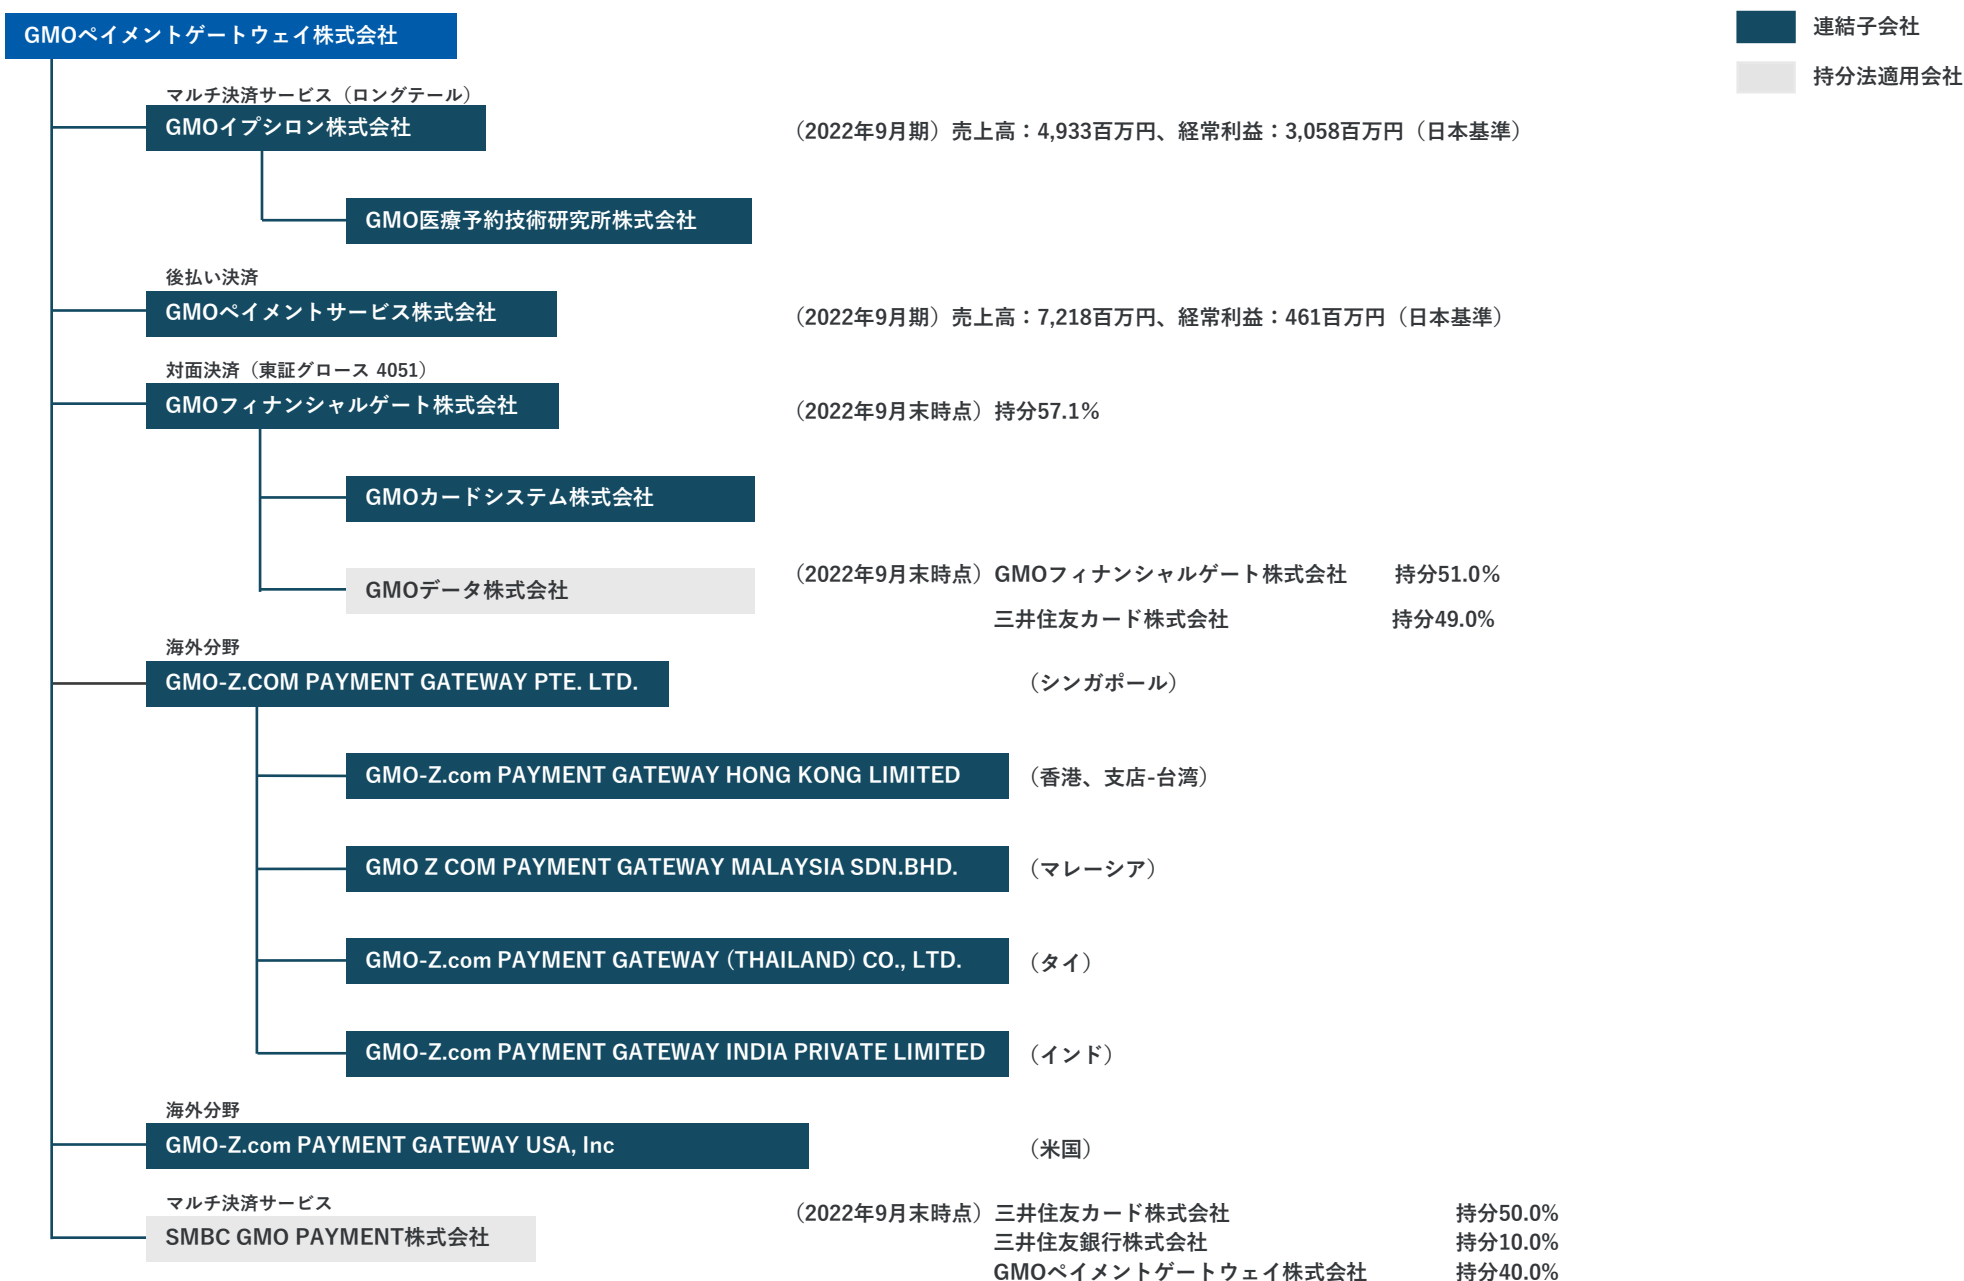 GMOペイメントゲートウェイ株式会社
連結子会社
持分法適用会社
マルチ決済サービス（ロングテール）
GMOイプシロン株式会社
（2022年9月期）売上高：4,933百万円、経常利益：3,058百万円（日本基準）
GMO医療予約技術研究所株式会社
後払い決済
GMOペイメントサービス株式会社
（2022年9月期）売上高：7,218百万円、経常利益：461百万円（日本基準）
対面決済（東証グロース 4051）
GMOフィナンシャルゲート株式会社
（2022年9月末時点）持分57.1%
GMOカードシステム株式会社
GMOデータ株式会社
（2022年9月末時点）GMOフィナンシャルゲート株式会社 持分51.0%
三井住友カード株式会社 持分49.0%
海外分野
GMO-Z.COM PAYMENT GATEWAY PTE. LTD.
（シンガポール）
GMO-Z.com PAYMENT GATEWAY HONG KONG LIMITED
（香港、支店-台湾）
GMO Z COM PAYMENT GATEWAY MALAYSIA SDN.BHD.
（マレーシア）
GMO-Z.com PAYMENT GATEWAY (THAILAND) CO., LTD.
（タイ）
GMO-Z.com PAYMENT GATEWAY INDIA PRIVATE LIMITED
（インド）
海外分野
GMO-Z.com PAYMENT GATEWAY USA, Inc
（米国）
マルチ決済サービス
SMBC GMO PAYMENT株式会社
（2022年9月末時点）三井住友カード株式会社 持分50.0%
三井住友銀行株式会社 持分10.0%
GMOペイメントゲートウェイ株式会社 持分40.0%